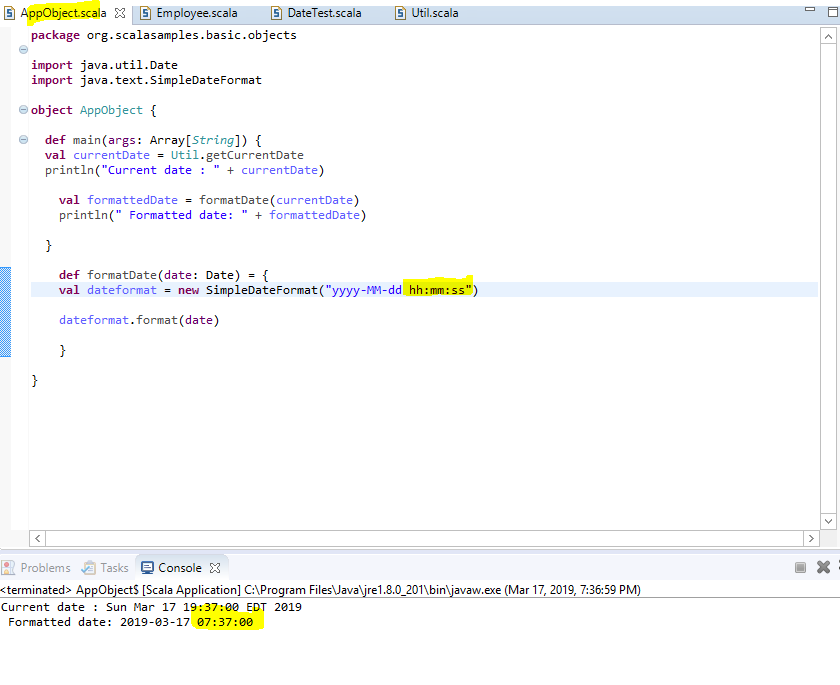 AppObject.scala Employee.scala DateTest.scala Util.scala
package org.scalasamples.basic.objects
import java.util.Date
import java.text.SimpleDateFormat
object AppObject {
def main(args: Array[String]) {
val currentDate = Util.getCurrentDate
println("Current date : " + currentDate)
val formattedDate = formatDate(currentDate)
println(" Formatted date: " + formattedDate)
}
def formatDate(date: Date) = {
val dateformat = new SimpleDateFormat("yyyy-MM-dd hh:mm:ss")
dateformat.format(date)
}
}
Problems Tasks Console
<terminated> AppObject$ [Scala Application] C:\Program Files\Java\jre1.8.0_201\bin\javaw.exe (Mar 17, 2019, 7:36:59 PM)
Current date : Sun Mar 17 19:37:00 EDT 2019
Formatted date: 2019-03-17 07:37:00